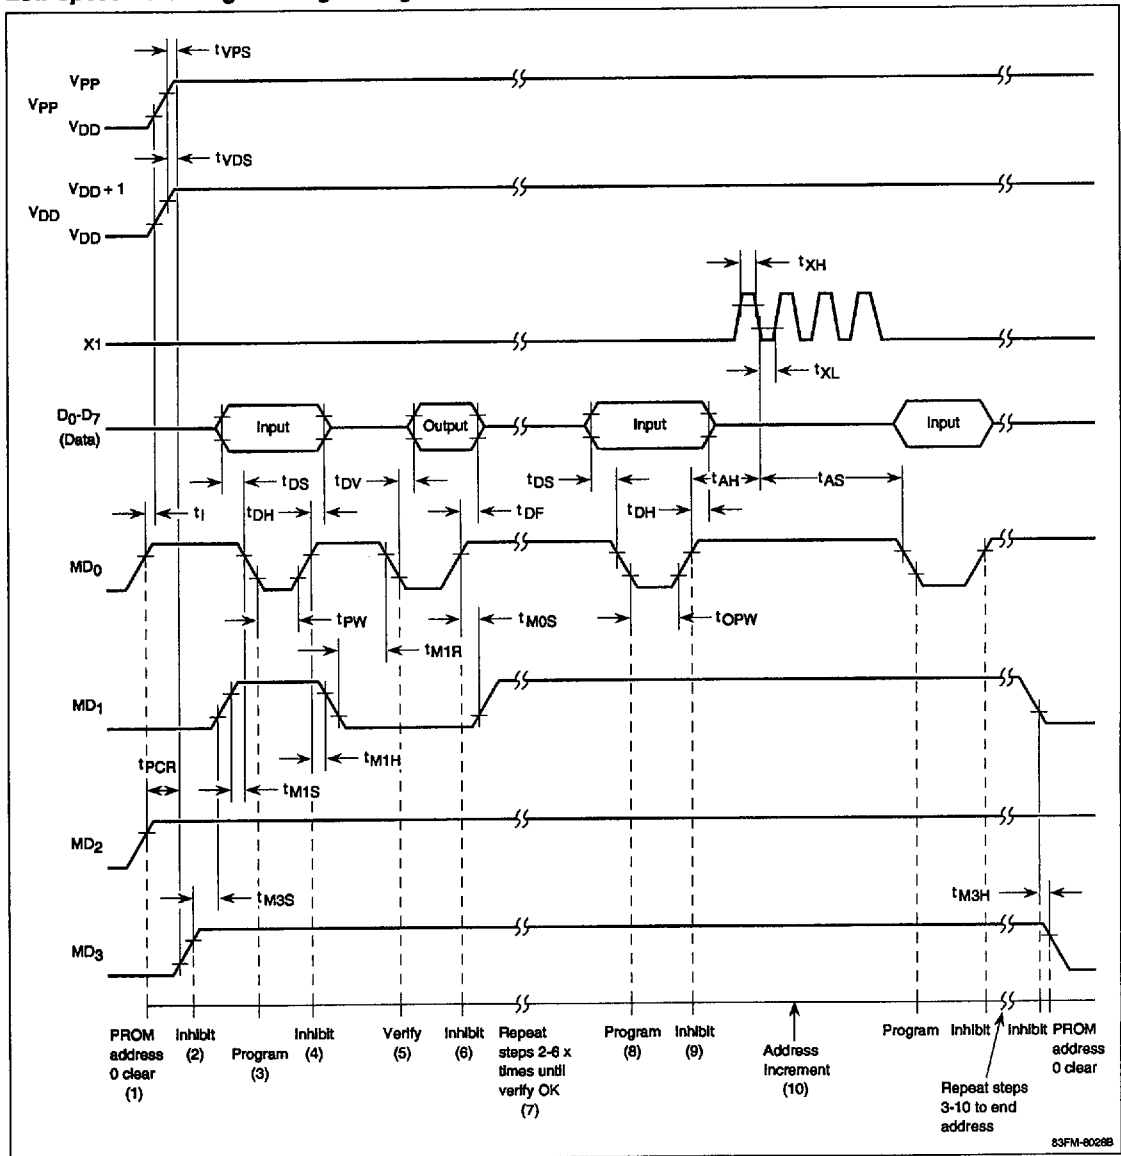 tVPS
VPP
VPP
VDD
tVDS
VDD + 1
VDD
VDD
tXH
X1
tXL
D0-D7
(Data)
Input
Output
Input
Input
tDS
tDV
tDS
tAH
tAS
tI
tDH
tDF
tDH
MD0
tPW
tM0S
tOPW
tM1R
MD1
tPCR
tM1H
tM1S
MD2
tM3S
tM3H
MD3
PROM
address
0 clear
(1)
Inhibit
(2)
Program
(3)
Inhibit
(4)
Verify
(5)
Inhibit
(6)
Repeat
steps 2-6 x
times until
verify OK
(7)
Program
(8)
Inhibit
(9)
Address
Increment
(10)
Program
Inhibit
Inhibit
PROM
address
0 clear
Repeat steps
3-10 to end
address
83FM-6026B